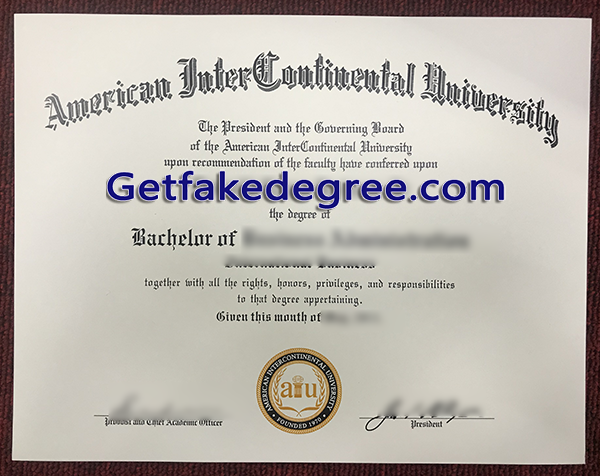 American InterContinental University
The President and the Governing Board
of the American InterContinental University
upon recommendation of the faculty have conferred upon
Getfakedegree.com
the degree of
Bachelor of
International Business
together with all the rights, honors, privileges, and responsibilities
to that degree appertaining.
Given this month of
AMERICAN INTERCONTINENTAL UNIVERSITY
aiu
FOUNDED 1970
Provost and Chief Academic Officer
President